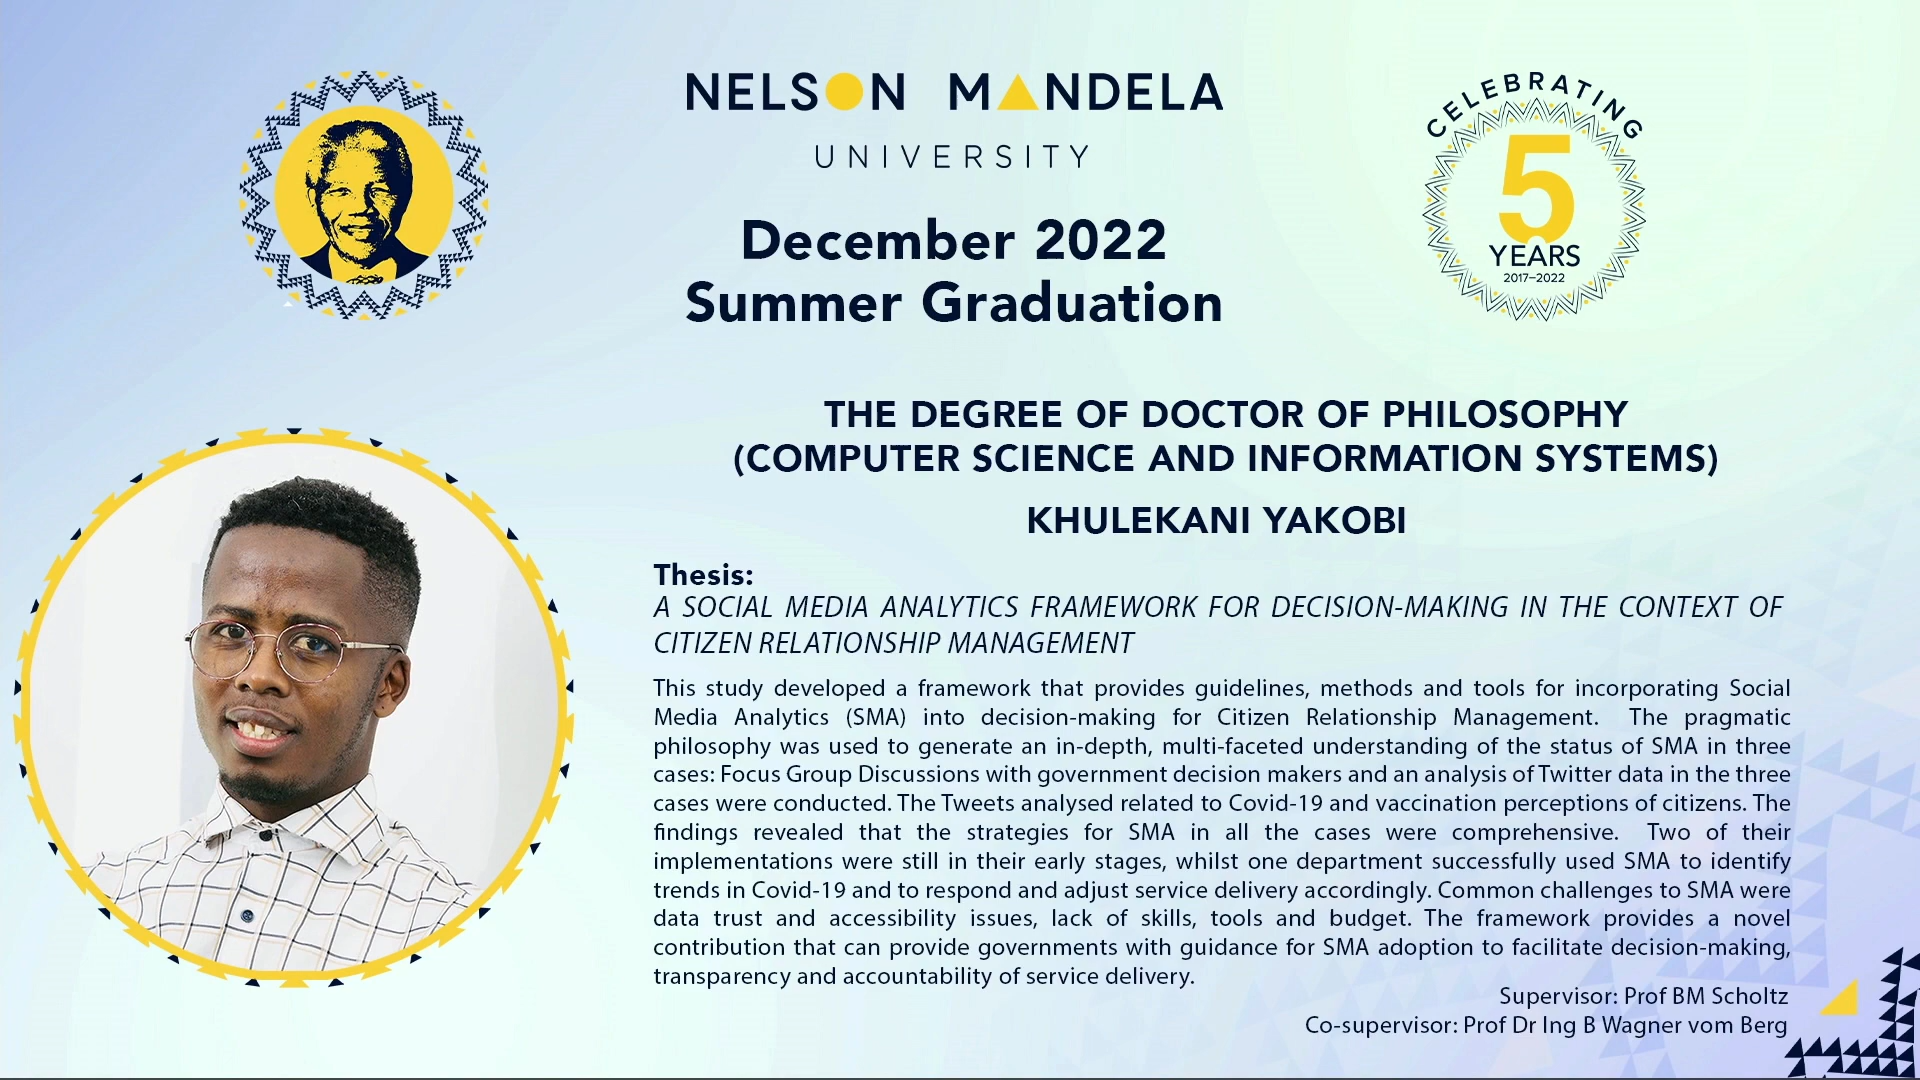 NELSON MANDELA
UNIVERSITY
CELEBRATING
5
YEARS
2017–2022
December 2022
Summer Graduation
THE DEGREE OF DOCTOR OF PHILOSOPHY
(COMPUTER SCIENCE AND INFORMATION SYSTEMS)
KHULEKANI YAKOBI
Thesis:
A SOCIAL MEDIA ANALYTICS FRAMEWORK FOR DECISION-MAKING IN THE CONTEXT OF
CITIZEN RELATIONSHIP MANAGEMENT
This study developed a framework that provides guidelines, methods and tools for incorporating Social
Media Analytics (SMA) into decision-making for Citizen Relationship Management. The pragmatic
philosophy was used to generate an in-depth, multi-faceted understanding of the status of SMA in three
cases: Focus Group Discussions with government decision makers and an analysis of Twitter data in the three
cases were conducted. The Tweets analysed related to Covid-19 and vaccination perceptions of citizens. The
findings revealed that the strategies for SMA in all the cases were comprehensive. Two of their
implementations were still in their early stages, whilst one department successfully used SMA to identify
trends in Covid-19 and to respond and adjust service delivery accordingly. Common challenges to SMA were
data trust and accessibility issues, lack of skills, tools and budget. The framework provides a novel
contribution that can provide governments with guidance for SMA adoption to facilitate decision-making,
transparency and accountability of service delivery.
Supervisor: Prof BM Scholtz
Co-supervisor: Prof Dr Ing B Wagner vom Berg